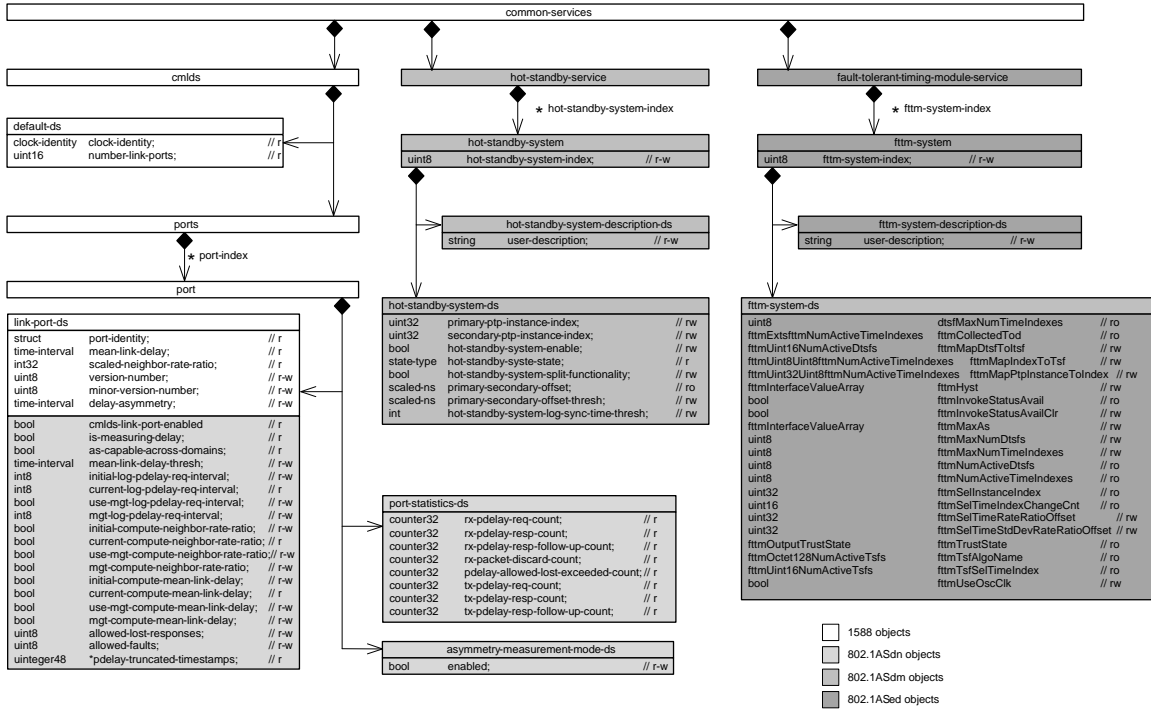 common-services
cmlds
hot-standby-service
fault-tolerant-timing-module-service
* hot-standby-system-index
* fttm-system-index
default-ds
clock-identity clock-identity; // r
uint16 number-link-ports; // r
hot-standby-system
uint8 hot-standby-system-index; // r-w
fttm-system
uint8 fttm-system-index; // r-w
ports
* port-index
port
hot-standby-system-description-ds
string user-description; // r-w
fttm-system-description-ds
string user-description; // r-w
link-port-ds
struct port-identity; // r
time-interval mean-link-delay; // r
int32 scaled-neighbor-rate-ratio; // r
uint8 version-number; // r-w
uint8 minor-version-number; // r-w
time-interval delay-asymmetry; // r-w
bool cmlds-link-port-enabled // r
bool is-measuring-delay; // r
bool as-capable-across-domains; // r
time-interval mean-link-delay-thresh; // r-w
int8 initial-log-pdelay-req-interval; // r-w
int8 current-log-pdelay-req-interval; // r
bool use-mgt-log-pdelay-req-interval; // r-w
int8 mgt-log-pdelay-req-interval; // r-w
bool initial-compute-neighbor-rate-ratio; // r-w
bool current-compute-neighbor-rate-ratio; // r
bool use-mgt-compute-neighbor-rate-ratio; // r-w
bool mgt-compute-neighbor-rate-ratio; // r-w
bool initial-compute-mean-link-delay; // r-w
bool current-compute-mean-link-delay; // r
bool use-mgt-compute-mean-link-delay; // r-w
bool mgt-compute-mean-link-delay; // r-w
uint8 allowed-lost-responses; // r-w
uint8 allowed-faults; // r-w
uinteger48 *pdelay-truncated-timestamps; // r
hot-standby-system-ds
uint32 primary-ptp-instance-index; // rw
uint32 secondary-ptp-instance-index; // rw
bool hot-standby-system-enable; // rw
state-type hot-standby-system-state; // r
bool hot-standby-system-split-functionality; // rw
scaled-ns primary-secondary-offset; // ro
scaled-ns primary-secondary-offset-thresh; // rw
int hot-standby-system-log-sync-time-thresh; // rw
port-statistics-ds
counter32 rx-pdelay-req-count; // r
counter32 rx-pdelay-resp-count; // r
counter32 rx-pdelay-resp-follow-up-count; // r
counter32 rx-packet-discard-count; // r
counter32 pdelay-allowed-lost-exceeded-count; // r
counter32 tx-pdelay-req-count; // r
counter32 tx-pdelay-resp-count; // r
counter32 tx-pdelay-resp-follow-up-count; // r
asymmetry-measurement-mode-ds
bool enabled; // r-w
fttm-system-ds
uint8 dtsfMaxNumTimeIndexes // ro
fttmExtsfttmNumActiveTimeIndexes fttmCollectedTod // ro
fttmUint16NumActiveDtsfs fttmMapDtsfToItsf // rw
fttmUint8Uint8fttmNumActiveTimeIndexes fttmMapIndexToTsf // rw
fttmUint32Uint8fttmNumActiveTimeIndexes fttmMapPtpInstanceToIndex // rw
fttmInterfaceValueArray fttmHyst // rw
bool fttmInvokeStatusAvail // ro
bool fttmInvokeStatusAvailClr // rw
fttmInterfaceValueArray fttmMaxAs // rw
uint8 fttmMaxNumDtsfs // rw
uint8 fttmMaxNumTimeIndexes // rw
uint8 fttmNumActiveDtsfs // ro
uint8 fttmNumActiveTimeIndexes // ro
uint32 fttmSelInstanceIndex // ro
uint16 fttmSelTimeIndexChangeCnt // ro
uint32 fttmSelTimeRateRatioOffset // rw
uint32 fttmSelTimeStdDevRateRatioOffset // rw
fttmOutputTrustState fttmTrustState // ro
fttmOctet128NumActiveTsfs fttmTsfAlgoName // ro
fttmUint16NumActiveTsfs fttmTsfSelTimeIndex // ro
bool fttmUseOscClk // rw
1588 objects
802.1ASdn objects
802.1ASdm objects
802.1ASed objects